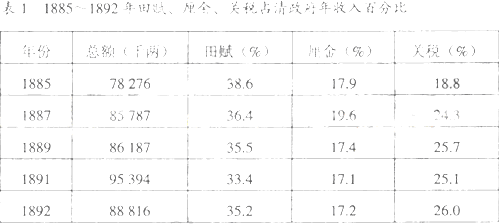 表 1 1885~1892 年田赋、厘金、关税占清政府年收入百分比
年份 总额（千两） 田赋（%） 厘金（%） 关税（%）
1885 78 276 38.6 17.9 18.8
1887 85 787 36.4 19.6 24.3
1889 86 187 35.5 17.4 25.7
1891 95 394 33.4 17.1 25.1
1892 88 816 35.2 17.2 26.0